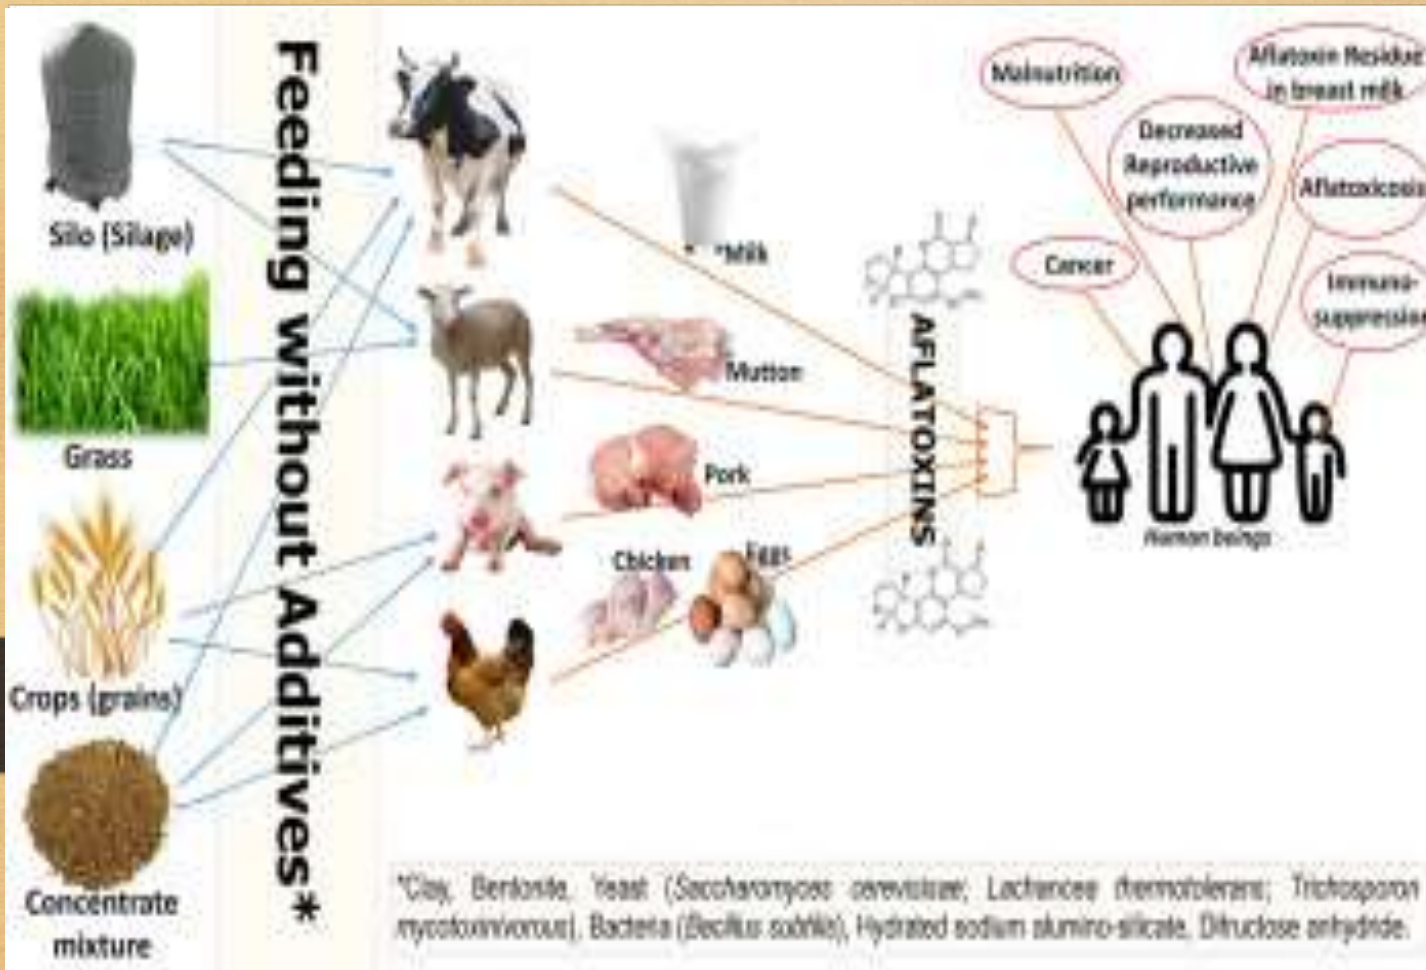 Silo (Silage)
Grass
Crops (grains)
Concentrate
mixture
Feeding without Additives*
*Milk
Mutton
Pork
Chicken
Eggs
AFLATOXINS
Malnutrition
Aflatoxin Residue
in breast milk
Decreased
Reproductive
performance
Aflatoxicosis
Cancer
Immuno-
suppression
Human beings
*Clay, Bentonite, Yeast (Saccharomyces cerevisiae; Lachancea thermotolerans; Trichosporon
mycotoxinivorous), Bacteria (Bacillus subtilis), Hydrated sodium alumino-silicate, Difructose anhydride.